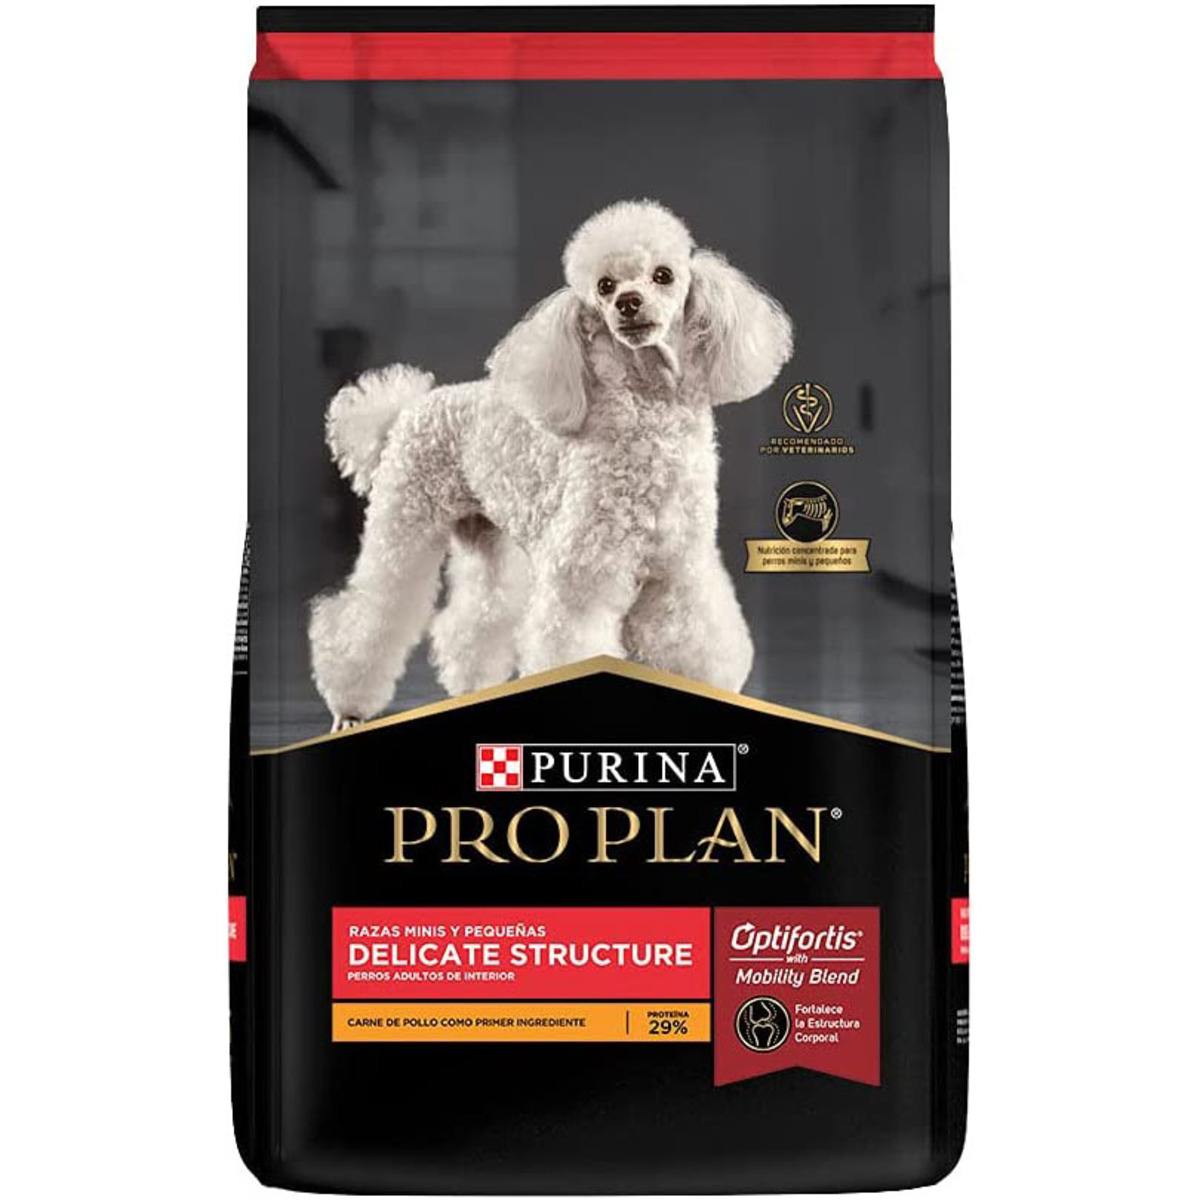 RECOMENDADO
POR VETERINARIOS
Nutrición concentrada para
perros minis y pequeños
PURINA®
PRO PLAN®
RAZAS MINIS Y PEQUEÑAS
DELICATE STRUCTURE
PERROS ADULTOS DE INTERIOR
CARNE DE POLLO COMO PRIMER INGREDIENTE
PROTEÍNA
29%
Optifortis®
with
Mobility Blend
Fortalece
la Estructura
Corporal